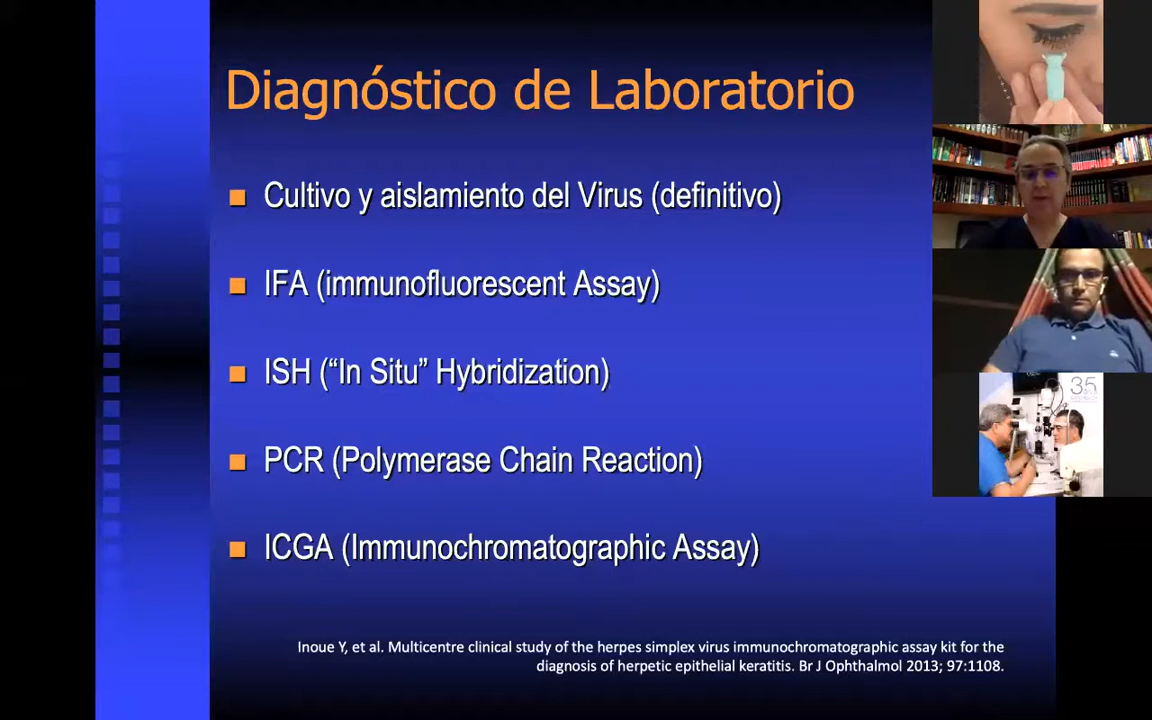 Diagnóstico de Laboratorio
Cultivo y aislamiento del Virus (definitivo)
IFA (immunofluorescent Assay)
ISH (“In Situ” Hybridization)
PCR (Polymerase Chain Reaction)
ICGA (Immunochromatographic Assay)
Inoue Y, et al. Multicentre clinical study of the herpes simplex virus immunochromatographic assay kit for the
diagnosis of herpetic epithelial keratitis. Br J Ophthalmol 2013; 97:1108.
35